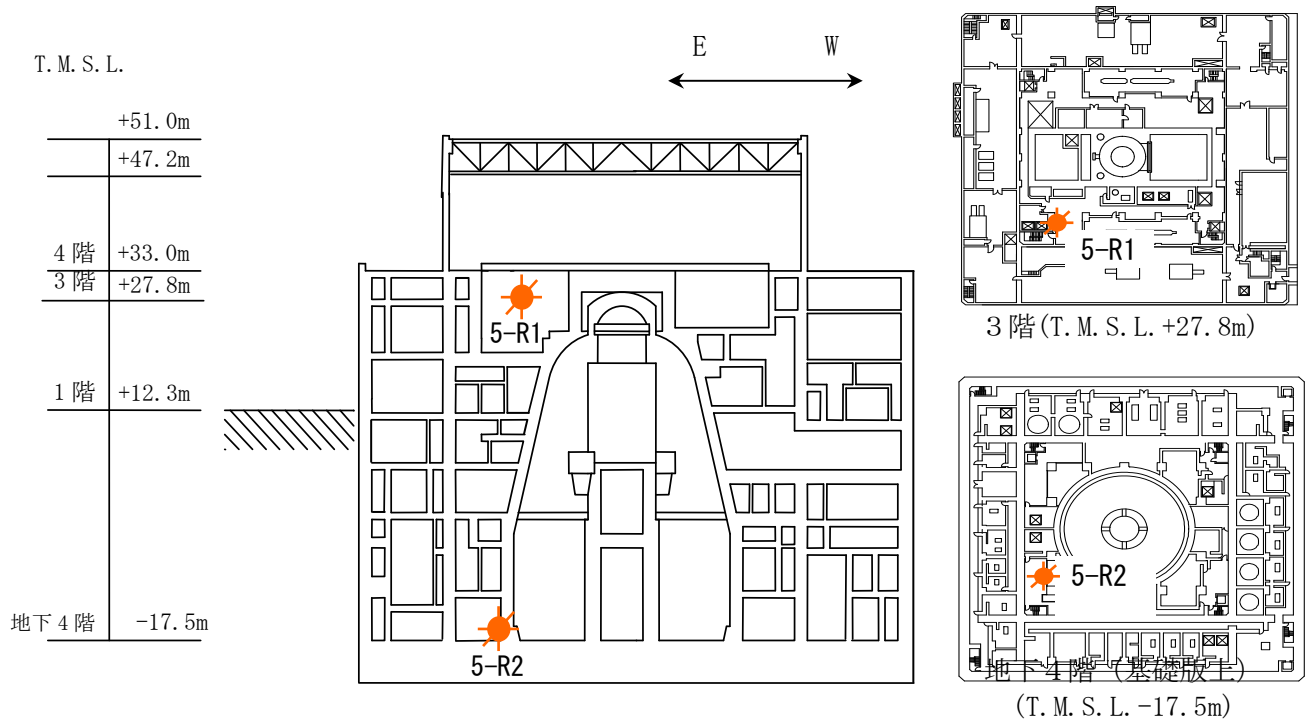 T.M.S.L.
+51.0m
+47.2m
4階 +33.0m
3階 +27.8m
1階 +12.3m
地下4階 -17.5m
E W
5-R1
5-R2
5-R1
3階(T.M.S.L.+27.8m)
5-R2
地下4階 (基礎版上)
(T.M.S.L.-17.5m)